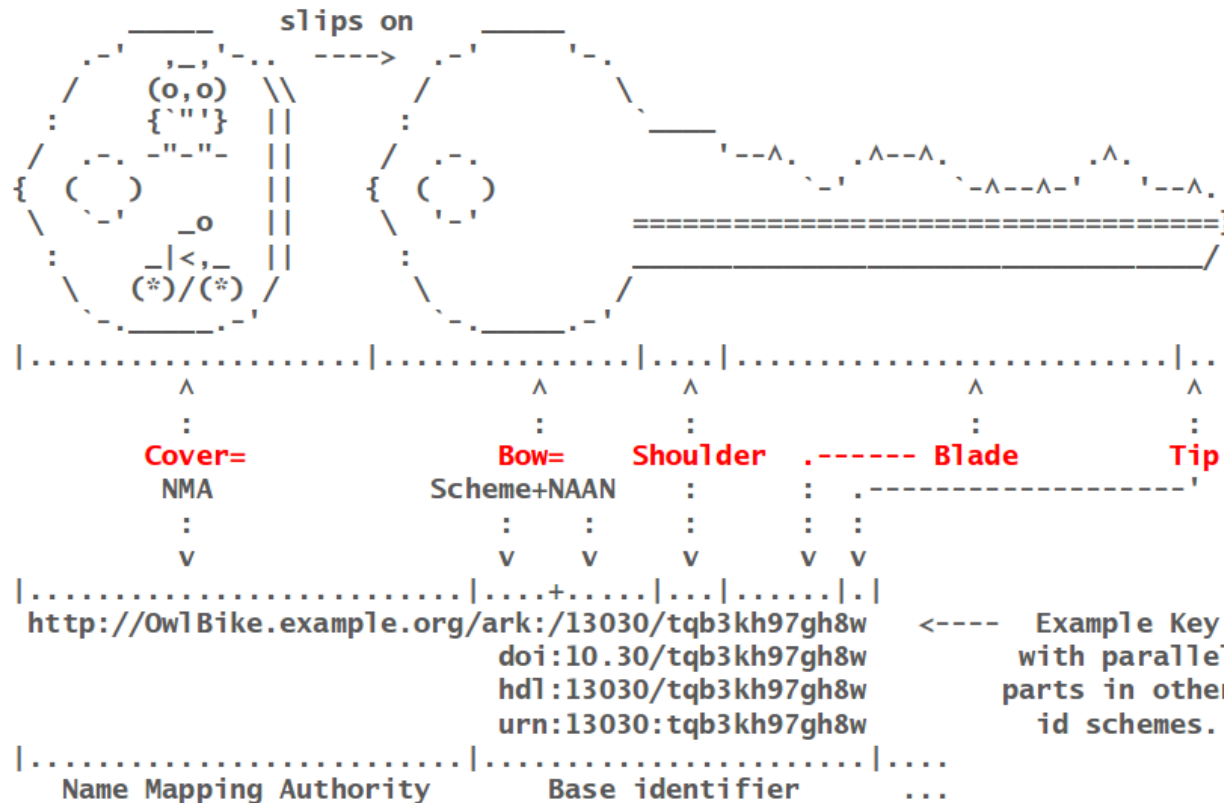 slips on
---->
Cover= Bow= Shoulder .------ Blade Tip
NMA Scheme+NAAN
http://OwlBike.example.org/ark:/13030/tqb3kh97gh8w <---- Example Key
doi:10.30/tqb3kh97gh8w with parallel
hdl:13030/tqb3kh97gh8w parts in other
urn:13030:tqb3kh97gh8w id schemes.
Name Mapping Authority Base identifier ...